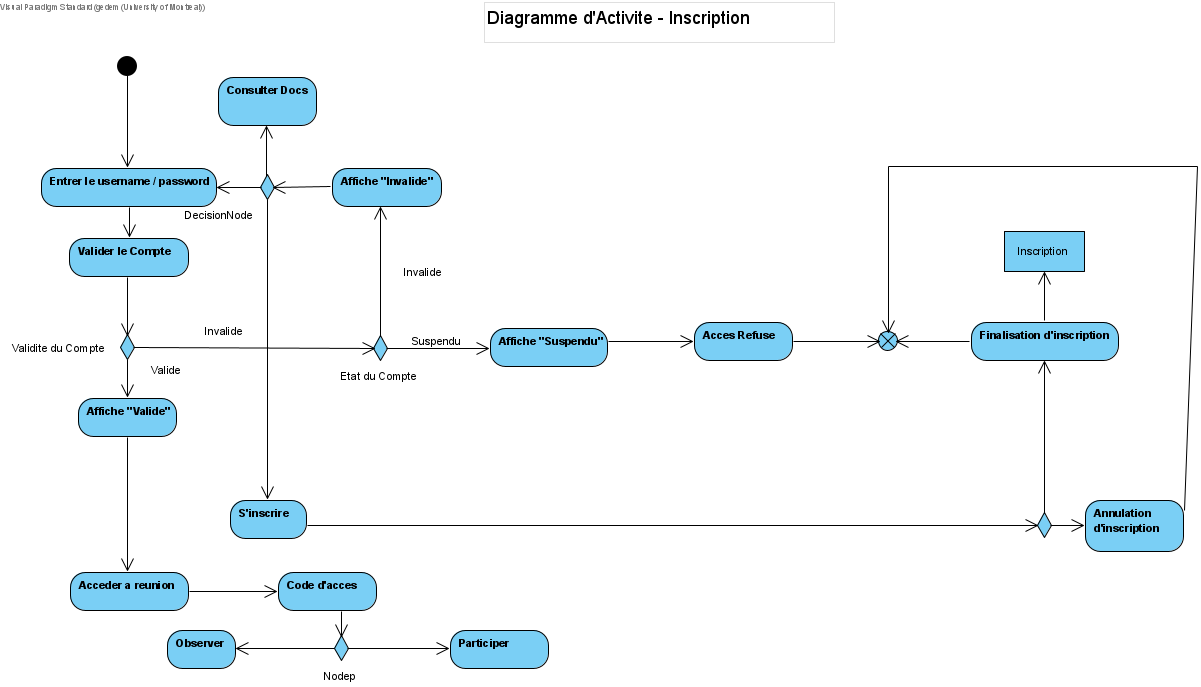 Visual Paradigm Standard(gedem (University of Montreal))
Diagramme d'Activite - Inscription
Consulter Docs
Entrer le username / password
Affiche "Invalide"
DecisionNode
Valider le Compte
Inscription
Invalide
Invalide
Suspendu
Affiche "Suspendu"
Acces Refuse
Finalisation d'inscription
Validite du Compte
Valide
Etat du Compte
Affiche "Valide"
S'inscrire
Annulation
d'inscription
Acceder a reunion
Code d'acces
Observer
Participer
Nodep